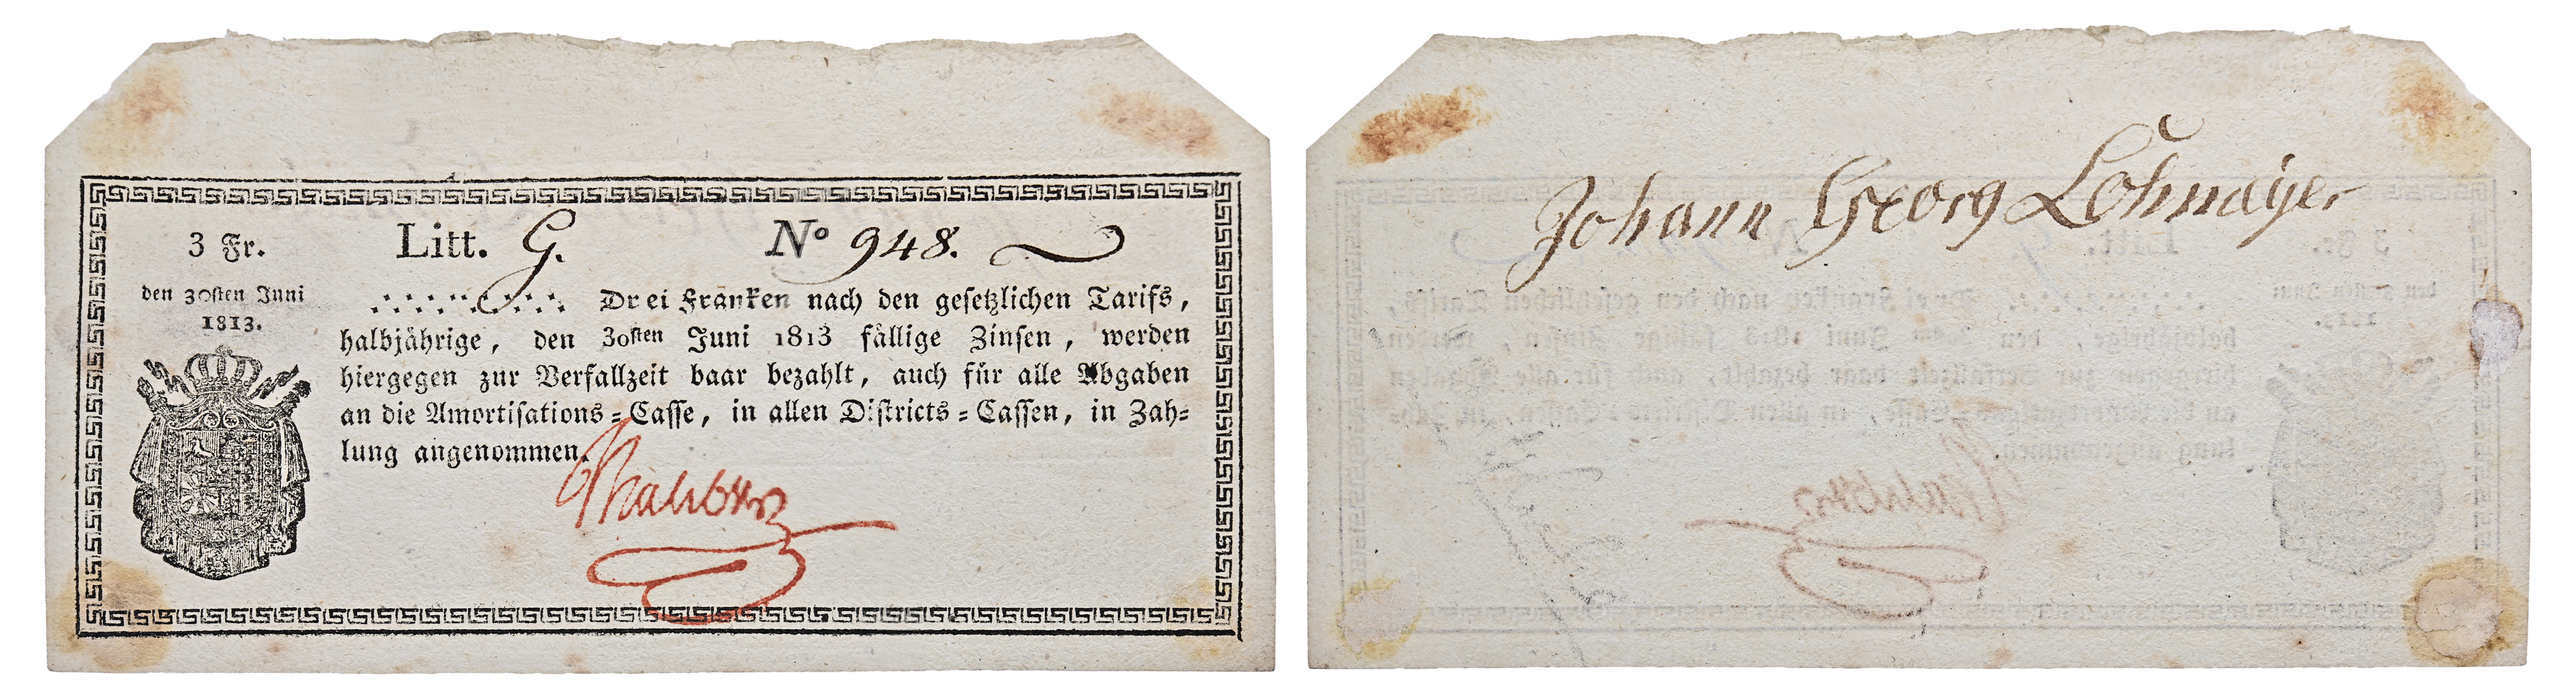 3 Fr. Litt. G. No 948.
den 30sten Juni
1813.
Drei Franken nach den gesetzlichen Tarifs,
halbjährige, den 30sten Juni 1813 fällige Zinsen, werden
hiergegen zur Verfallzeit baar bezahlt, auch für alle Abgaben
an die Amortisations-Casse, in allen Districts-Cassen, in Zah-
lung angenommen.
Johann Georg Lohmayer